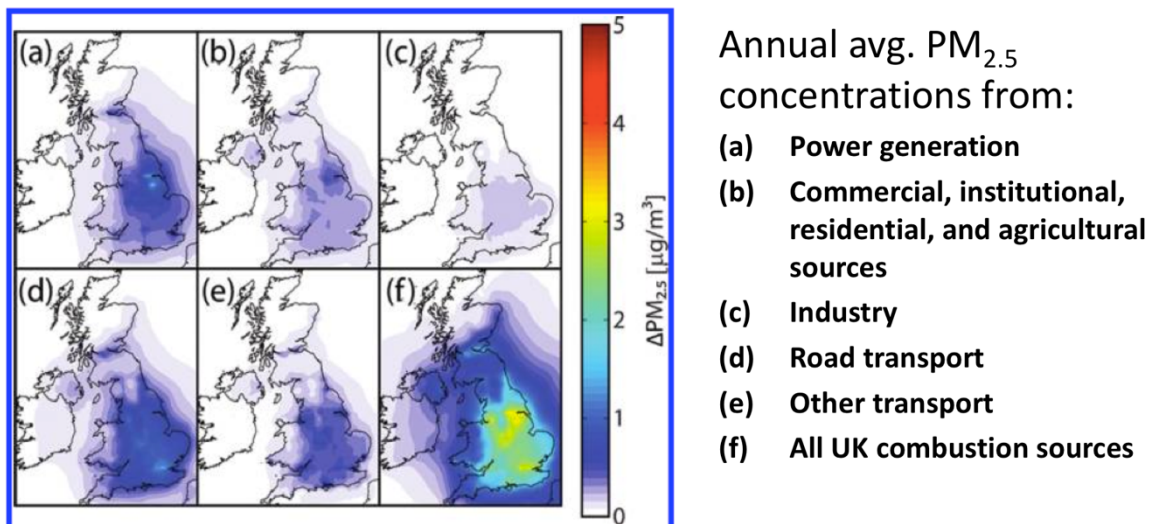 (a)
(b)
(c)
(d)
(e)
(f)
5
4
3
2
1
0
ΔPM2.5 [µg/m³]
Annual avg. PM2.5
concentrations from:
(a) Power generation
(b) Commercial, institutional,
residential, and agricultural
sources
(c) Industry
(d) Road transport
(e) Other transport
(f) All UK combustion sources